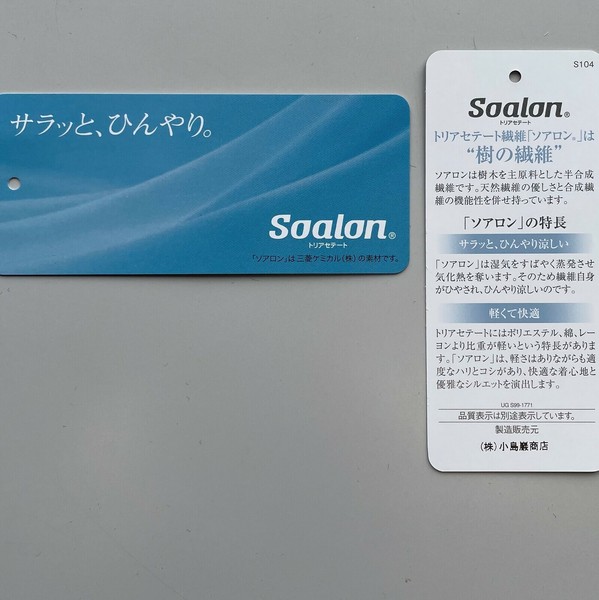 サラッと、ひんやり。
Soalon®
トリアセテート
「ソアロン」は三菱ケミカル(株)の素材です。
S104
Soalon®
トリアセテート
トリアセテート繊維「ソアロン®」は
“樹の繊維”
ソアロンは樹木を主原料とした半合成
繊維です。天然繊維の優しさと合成繊
維の機能性を併せ持っています。
「ソアロン」の特長
サラッと、ひんやり涼しい
「ソアロン」は湿気をすばやく蒸発させ
気化熱を奪います。そのため繊維自身
がひやされ、ひんやり涼しいのです。
軽くて快適
トリアセテートにはポリエステル、綿、レー
ヨンより比重が軽いという特長がありま
す。「ソアロン」は、軽さはありながらも適
度なハリとコシがあり、快適な着心地と
優雅なシルエットを演出します。
UG S99-1771
品質表示は別途表示しています。
製造販売元
(株)小島巖商店